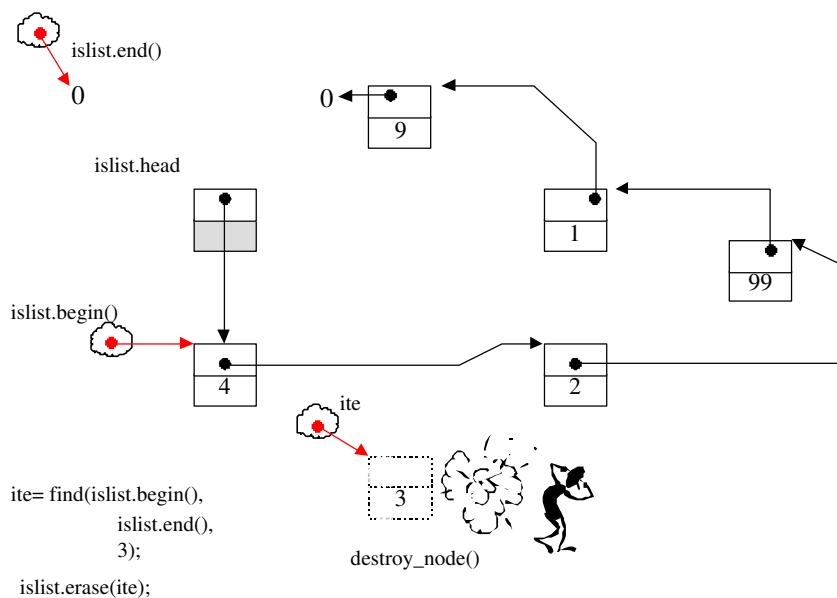 islist.end()
0
0
9
islist.head
1
99
islist.begin()
4
2
ite
3
ite= find(islist.begin(),
islist.end(),
3);
destroy_node()
islist.erase(ite);